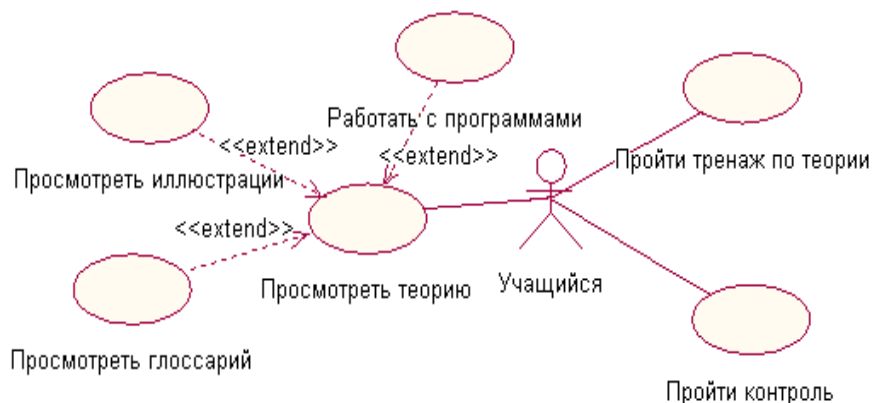 Работать с программами
<<extend>>
<<extend>>
Пройти тренаж по теории
Просмотреть иллюстрации
<<extend>>
Просмотреть теорию
Учащийся
Просмотреть глоссарий
Пройти контроль